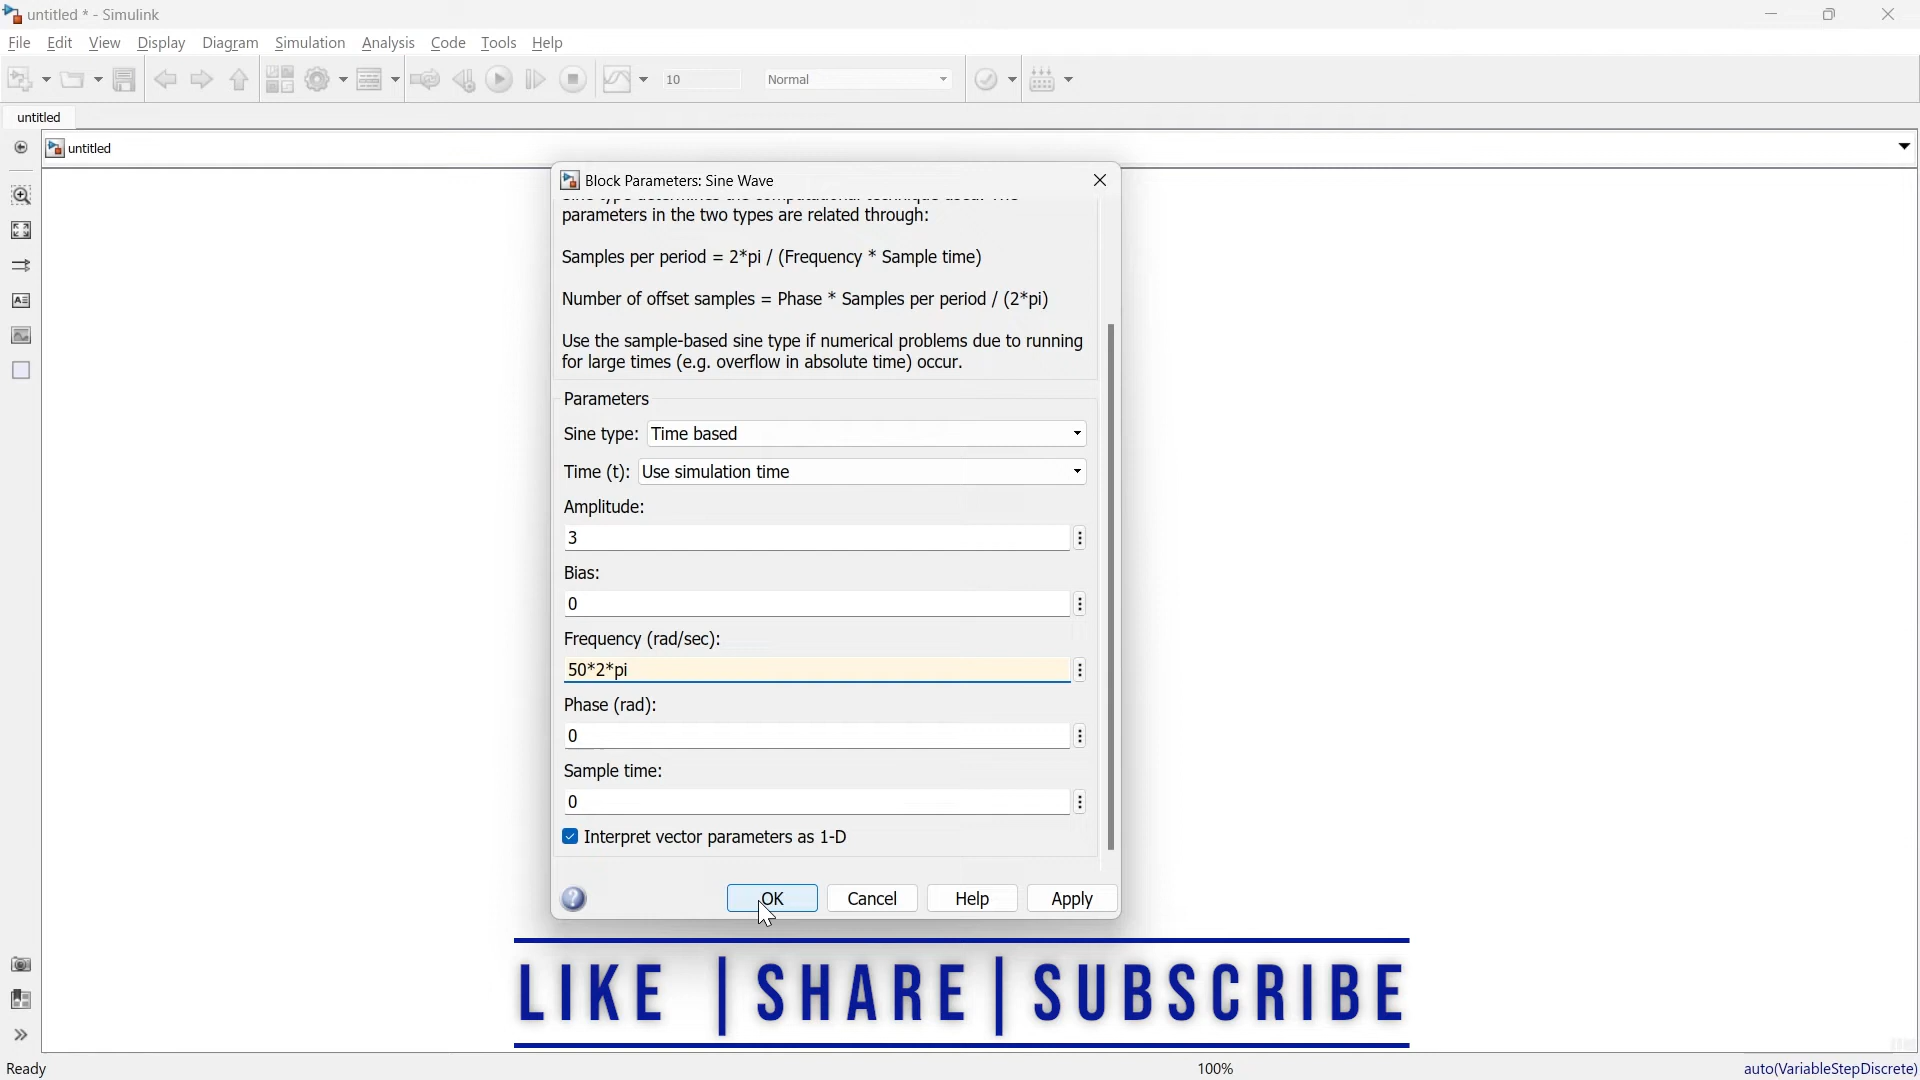 untitled * - Simulink
File Edit View Display Diagram Simulation Analysis Code Tools Help
10 Normal
untitled
untitled
Block Parameters: Sine Wave
parameters in the two types are related through:
Samples per period = 2*pi / (Frequency * Sample time)
Number of offset samples = Phase * Samples per period / (2*pi)
Use the sample-based sine type if numerical problems due to running
for large times (e.g. overflow in absolute time) occur.
Parameters
Sine type: Time based
Time (t): Use simulation time
Amplitude:
3
Bias:
0
Frequency (rad/sec):
50*2*pi
Phase (rad):
0
Sample time:
0
Interpret vector parameters as 1-D
OK Cancel Help Apply
LIKE | SHARE | SUBSCRIBE
Ready 100% auto(VariableStepDiscrete)